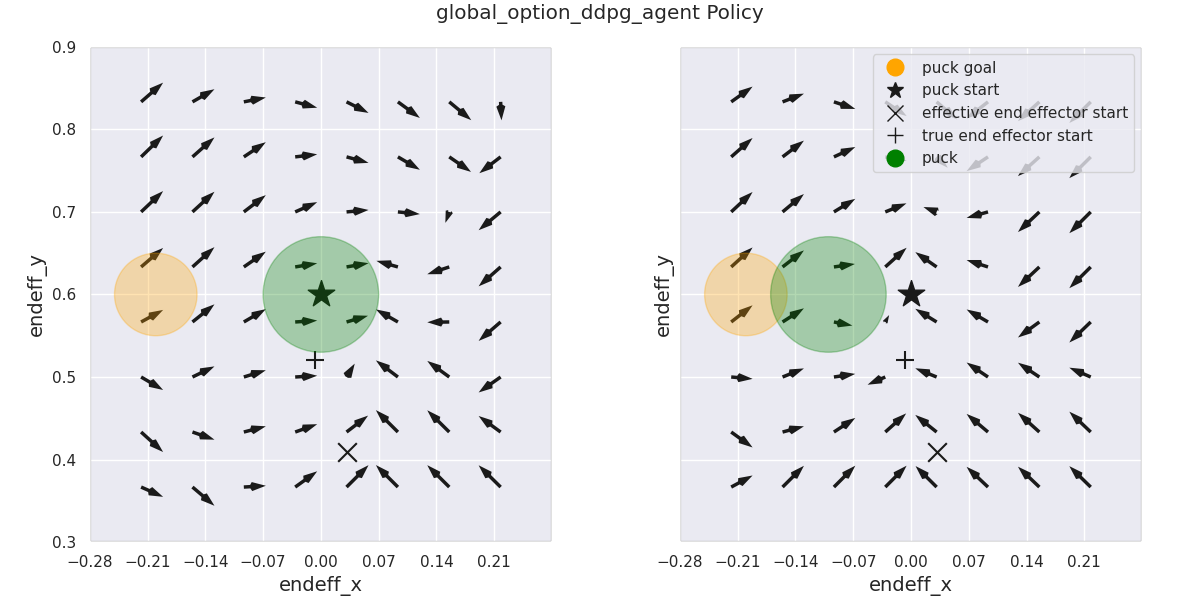 global_option_ddpg_agent Policy
endeff_y
0.9
0.8
0.7
0.6
0.5
0.4
0.3
−0.28 −0.21 −0.14 −0.07 0.00 0.07 0.14 0.21
endeff_x
endeff_y
puck goal
puck start
effective end effector start
true end effector start
puck
−0.28 −0.21 −0.14 −0.07 0.00 0.07 0.14 0.21
endeff_x